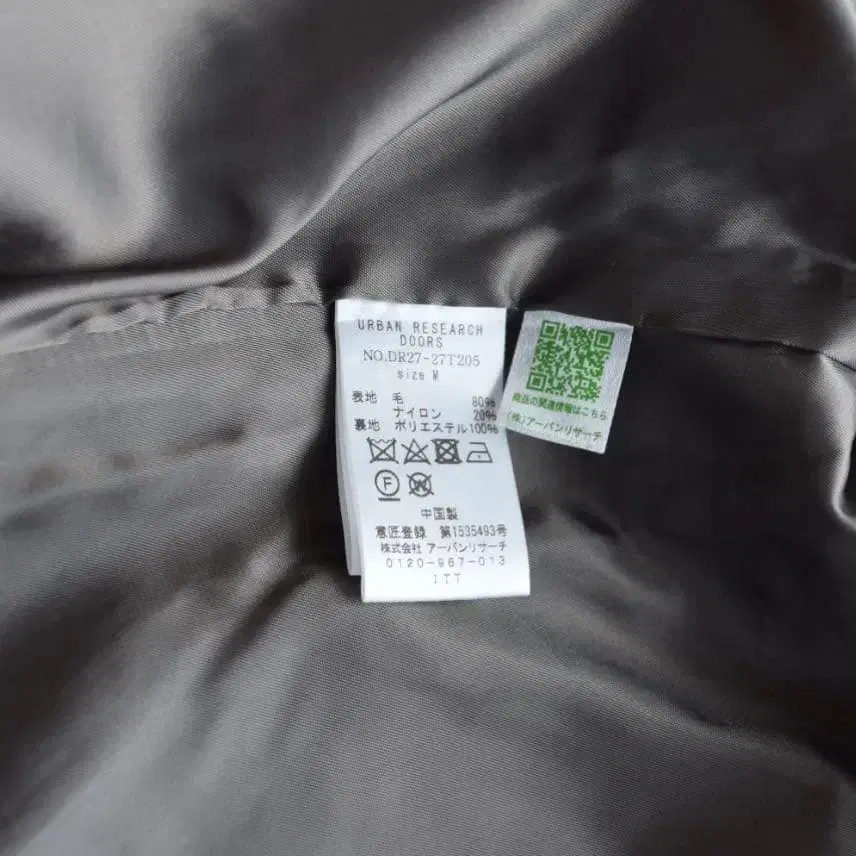 URBAN RESEARCH
DOORS
NO.DR27-27T205
size M
表地 毛 80%
ナイロン 20%
裏地 ポリエステル100%
F
W
中国製
意匠登録 第1535493号
株式会社 アーバンリサーチ
0120-967-013
ITT
商品の関連情報はこちら
(株)アーバンリサーチ